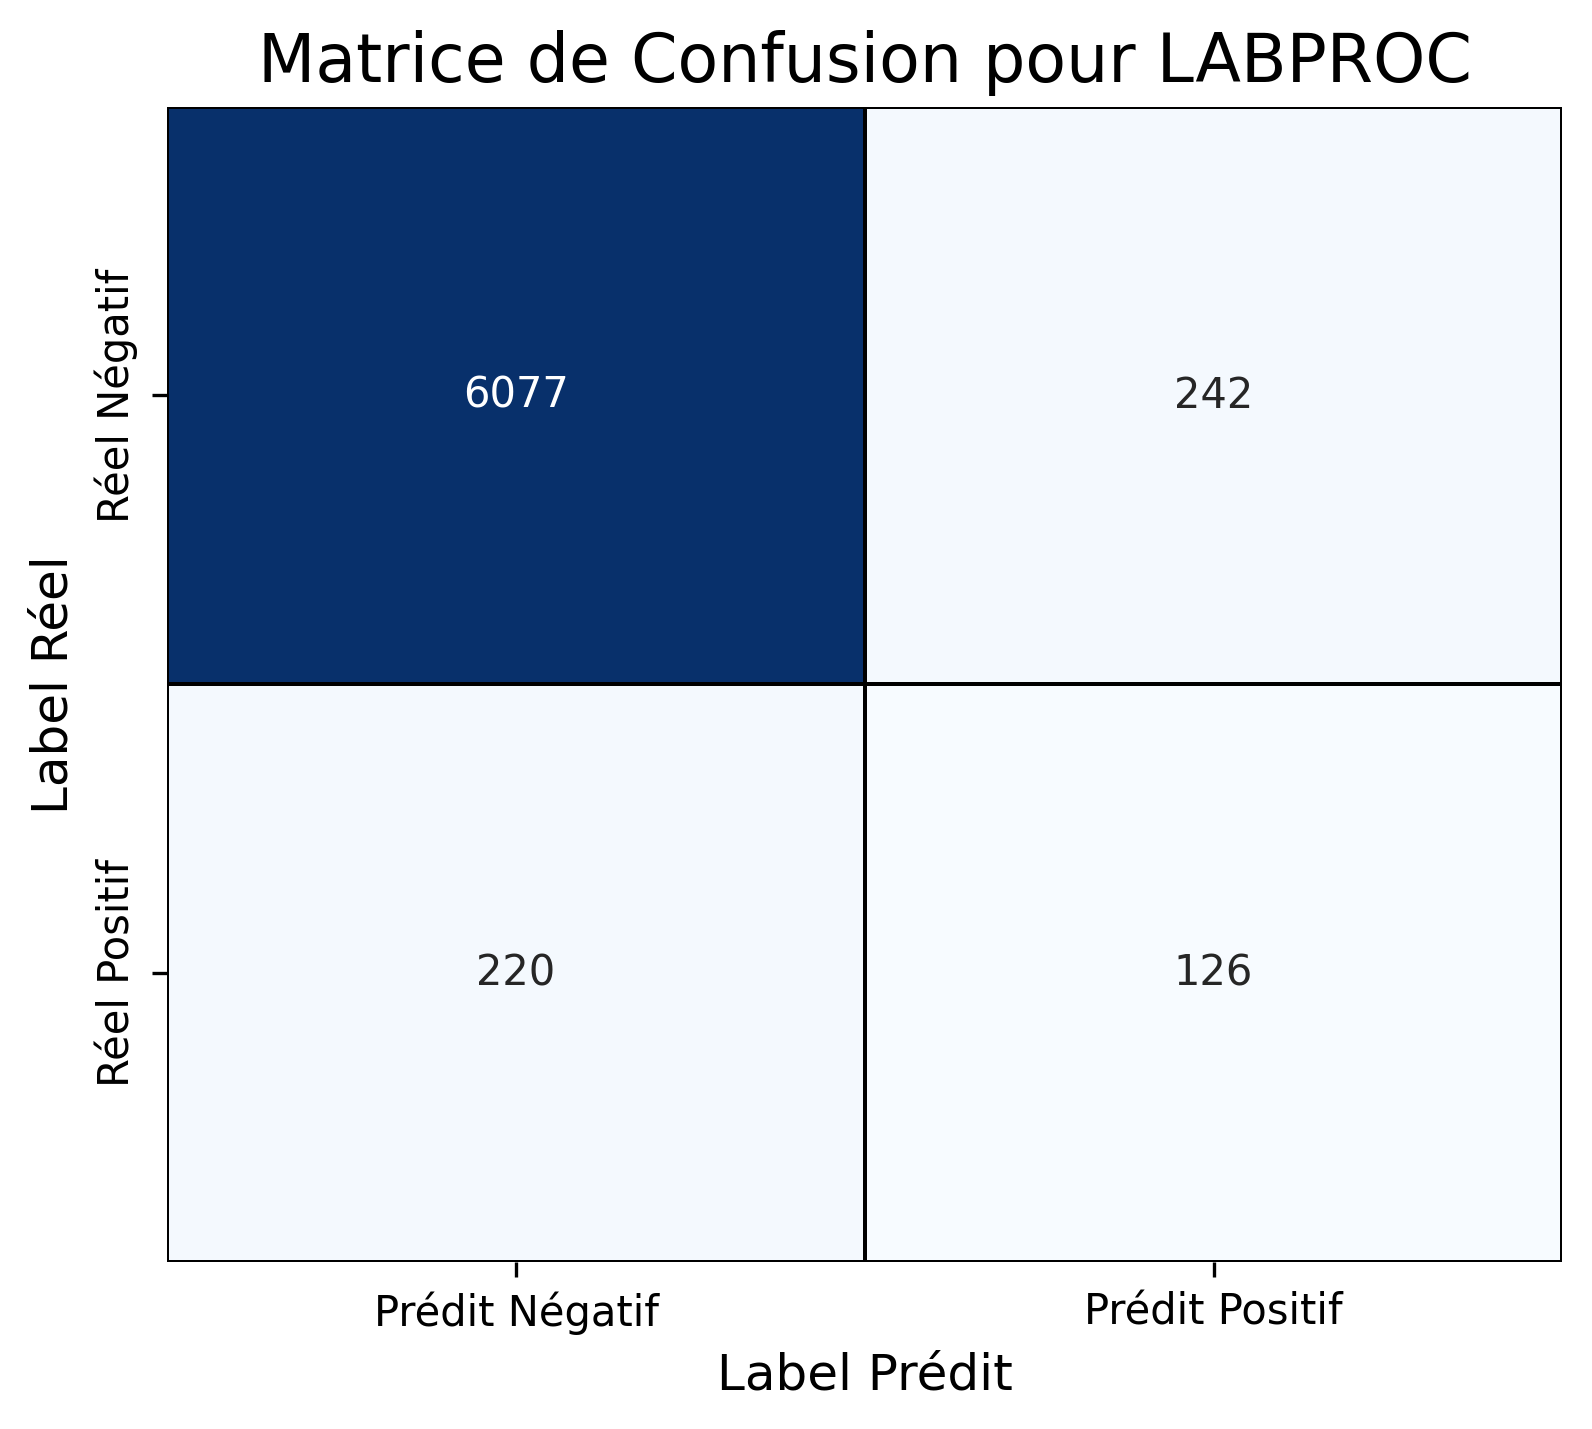 Matrice de Confusion pour LABPROC
Label Réel
Réel Négatif
6077
242
Réel Positif
220
126
Prédit Négatif
Prédit Positif
Label Prédit